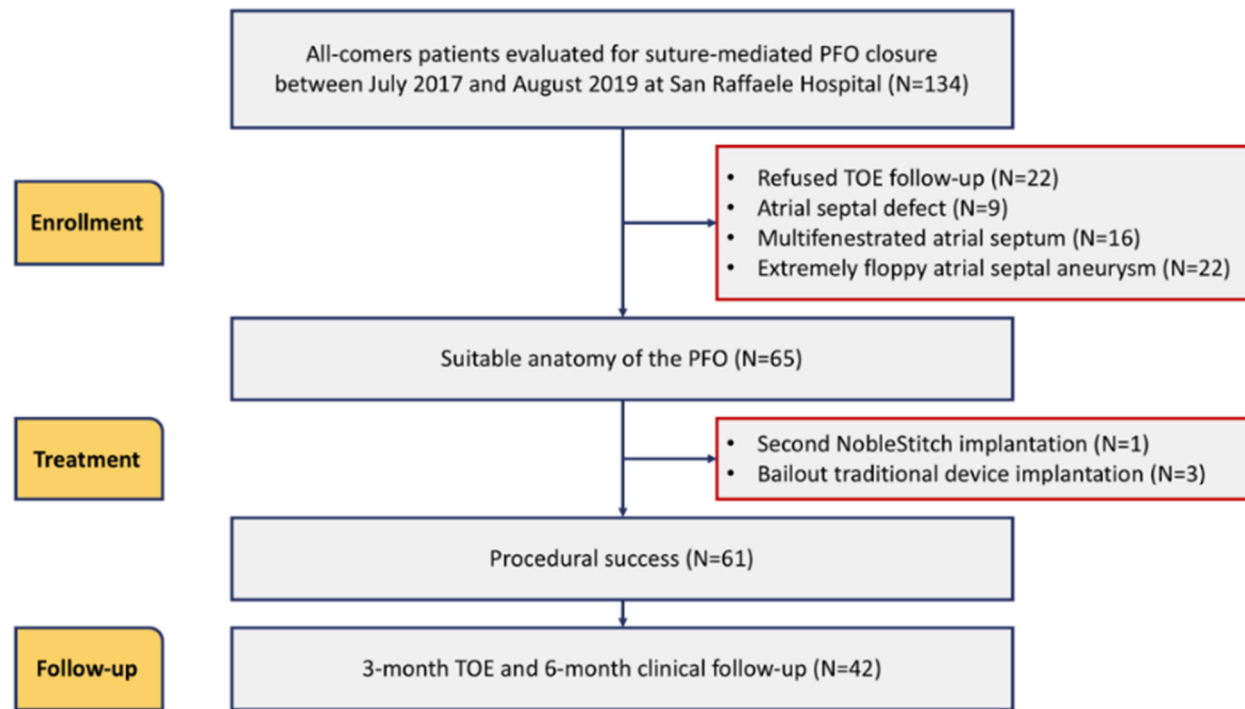 All-comers patients evaluated for suture-mediated PFO closure
between July 2017 and August 2019 at San Raffaele Hospital (N=134)
Enrollment
• Refused TOE follow-up (N=22)
• Atrial septal defect (N=9)
• Multifenestrated atrial septum (N=16)
• Extremely floppy atrial septal aneurysm (N=22)
Suitable anatomy of the PFO (N=65)
Treatment
• Second NobleStitch implantation (N=1)
• Bailout traditional device implantation (N=3)
Procedural success (N=61)
Follow-up
3-month TOE and 6-month clinical follow-up (N=42)